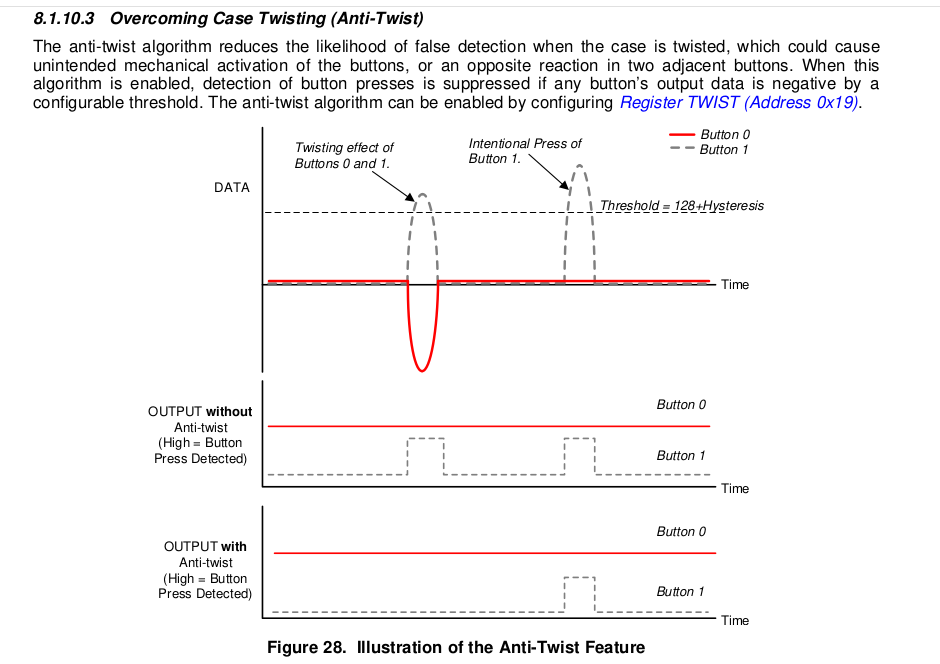 8.1.10.3 Overcoming Case Twisting (Anti-Twist)
The anti-twist algorithm reduces the likelihood of false detection when the case is twisted, which could cause
unintended mechanical activation of the buttons, or an opposite reaction in two adjacent buttons. When this
algorithm is enabled, detection of button presses is suppressed if any button's output data is negative by a
configurable threshold. The anti-twist algorithm can be enabled by configuring Register TWIST (Address 0x19).
Button 0
Button 1
Twisting effect of
Buttons 0 and 1.
Intentional Press of
Button 1.
DATA
Threshold = 128+Hysteresis
Time
OUTPUT without
Anti-twist
(High = Button
Press Detected)
Button 0
Button 1
Time
OUTPUT with
Anti-twist
(High = Button
Press Detected)
Button 0
Button 1
Time
Figure 28. Illustration of the Anti-Twist Feature